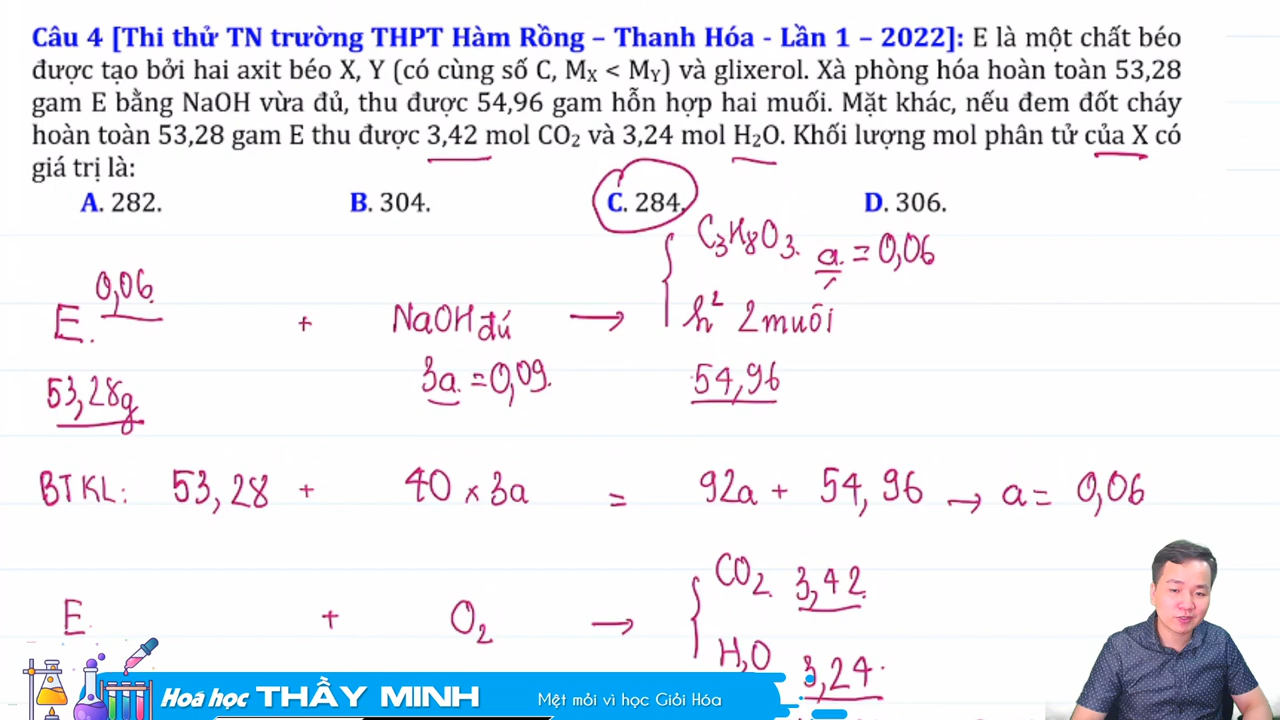 Câu 4 [Thi thử TN trường THPT Hàm Rồng – Thanh Hóa - Lần 1 – 2022]: E là một chất béo
được tạo bởi hai axit béo X, Y (có cùng số C, Mₓ < Mᵧ) và glixerol. Xà phòng hóa hoàn toàn 53,28
gam E bằng NaOH vừa đủ, thu được 54,96 gam hỗn hợp hai muối. Mặt khác, nếu đem đốt cháy
hoàn toàn 53,28 gam E thu được 3,42 mol CO₂ và 3,24 mol H₂O. Khối lượng mol phân tử của X có
giá trị là:
A. 282. B. 304. C. 284. D. 306.
C₃H₈O₃. a = 0,06
0,06.
E. + NaOH đủ → h² 2 muối
53,28g 3a = 0,09. 54,96
BTKL: 53,28 + 40 × 3a = 92a + 54,96 → a = 0,06
CO₂ 3,42.
E + O₂ →
H₂O 3,24.
Hoá học THẦY MINH Mệt mỏi vì học Giỏi Hóa